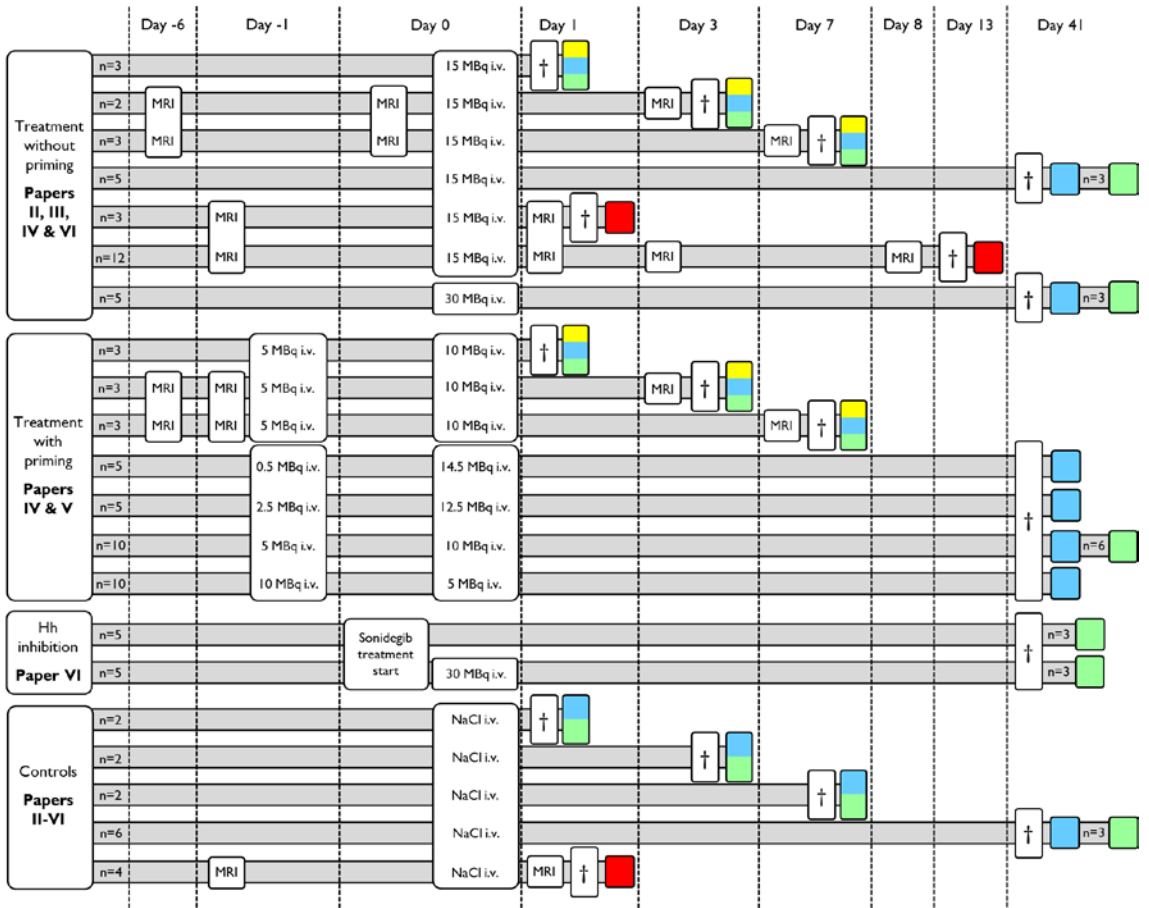 Day -6 Day -1 Day 0 Day 1 Day 3 Day 7 Day 8 Day 13 Day 41
Treatment
without
priming
Papers
II, III,
IV & VI
n=3 15 MBq i.v. †
n=2 MRI MRI 15 MBq i.v. MRI †
n=3 MRI MRI 15 MBq i.v. MRI †
n=5 15 MBq i.v. † n=3
n=3 MRI 15 MBq i.v. MRI †
n=12 MRI 15 MBq i.v. MRI MRI MRI †
n=5 30 MBq i.v. † n=3
Treatment
with
priming
Papers
IV & V
n=3 5 MBq i.v. 10 MBq i.v. †
n=3 MRI MRI 5 MBq i.v. 10 MBq i.v. MRI †
n=3 MRI MRI 5 MBq i.v. 10 MBq i.v. MRI †
n=5 0.5 MBq i.v. 14.5 MBq i.v.
n=5 2.5 MBq i.v. 12.5 MBq i.v. †
n=10 5 MBq i.v. 10 MBq i.v. n=6
n=10 10 MBq i.v. 5 MBq i.v.
Hh
inhibition
Paper VI
n=5 n=3
Sonidegib
treatment
start
†
n=5 30 MBq i.v. n=3
Controls
Papers
II-VI
n=2 NaCl i.v. †
n=2 NaCl i.v. †
n=2 NaCl i.v. †
n=6 NaCl i.v. † n=3
n=4 MRI NaCl i.v. MRI †